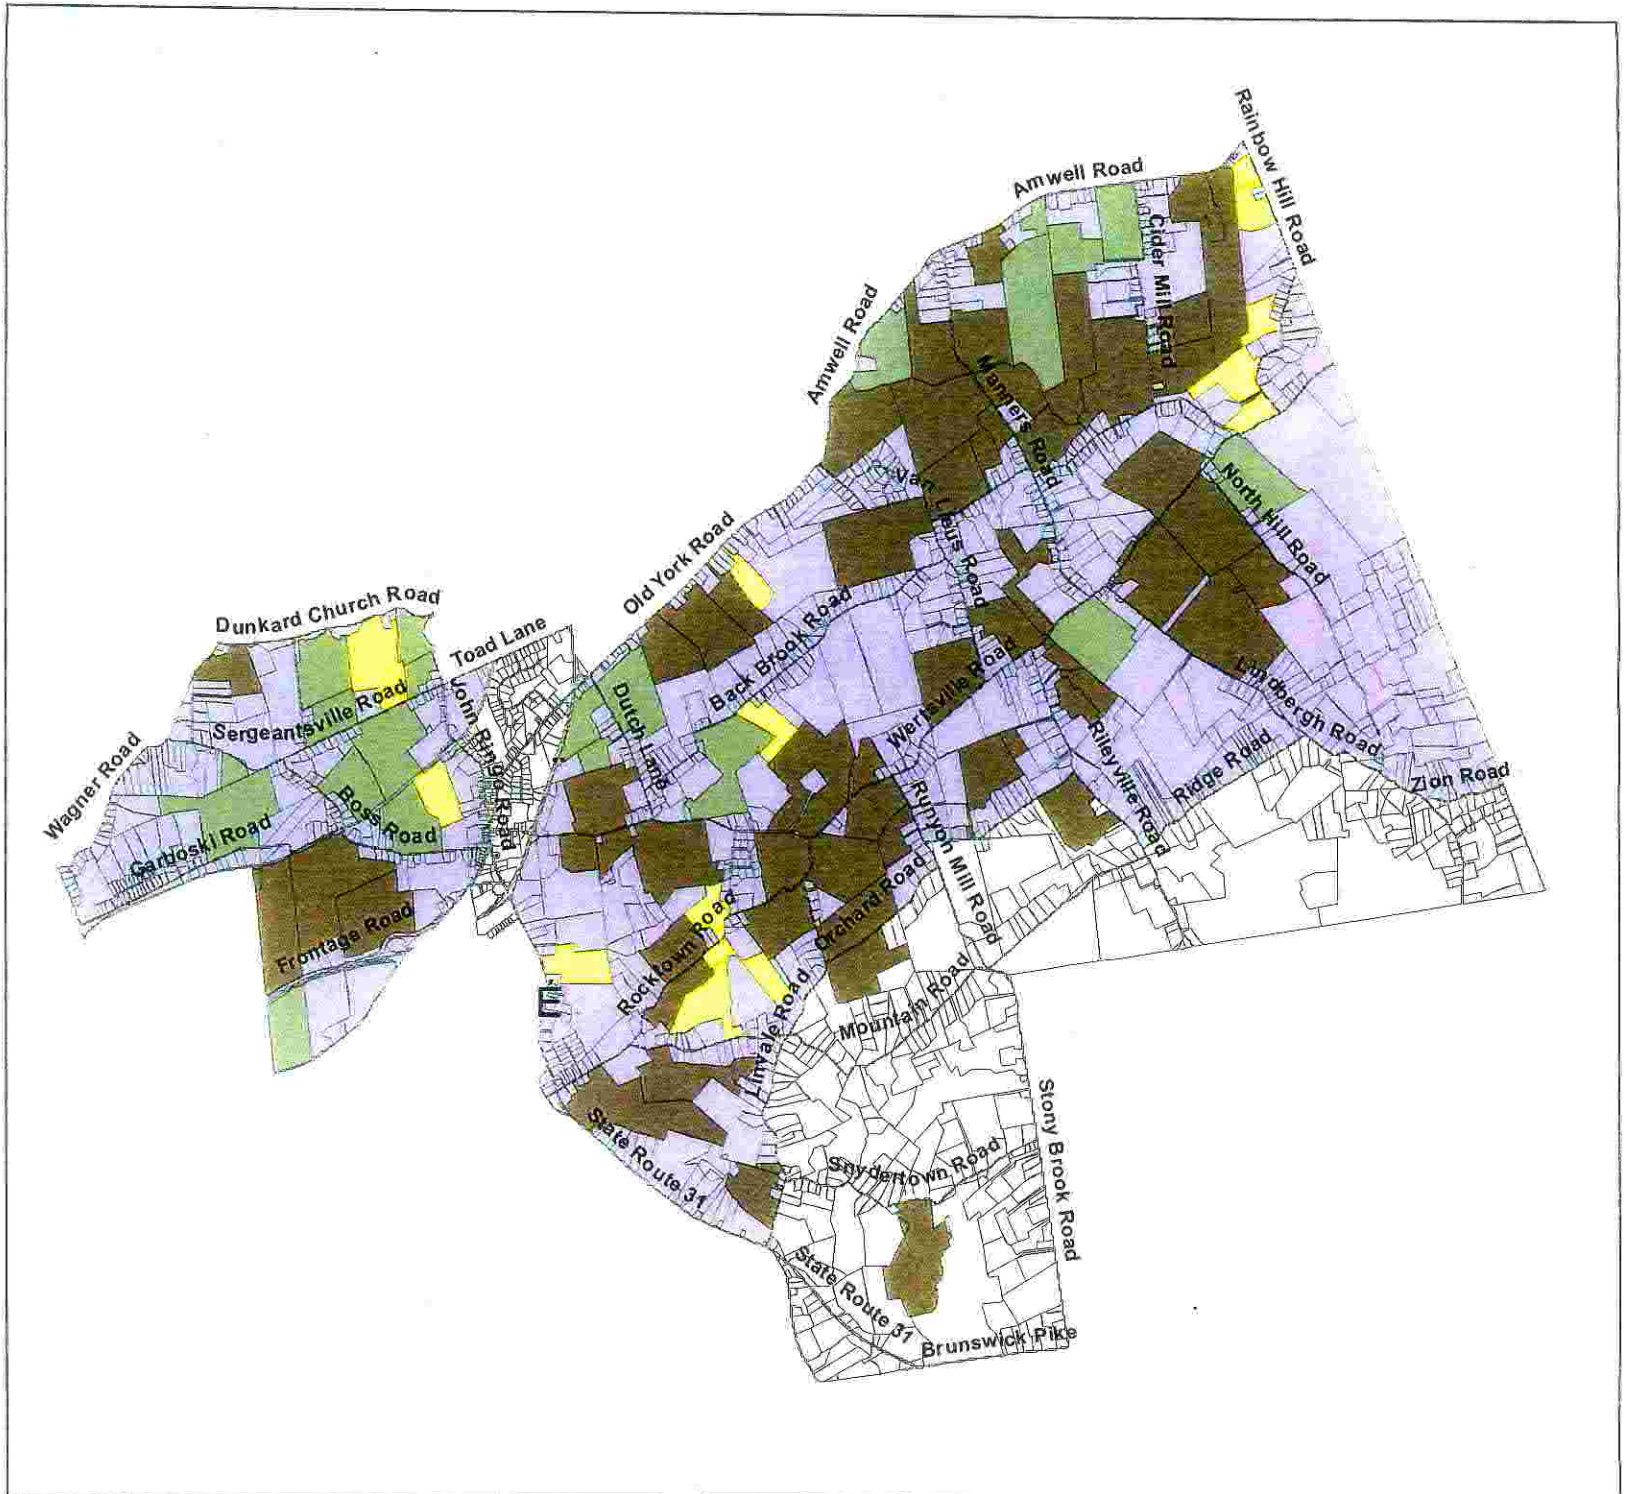 Rainbow Hill Road
Amwell Road
Cider Mill Road
Amwell Road
Manners Road
Van Lieus Road
North Hill Road
Old York Road
Dunkard Church Road
Toad Lane
Back Brook Road
Dutch Lane
Wertsville Road
Lindbergh Road
John Ringo Road
Sergeantsville Road
Wagner Road
Rileyville Road
Ridge Road
Zion Road
Boss Road
Garboski Road
Runyon Mill Road
Orchard Road
Rocktown Road
Frontage Road
Mountain Road
Linvale Road
E
State Route 31
Snydertown Road
Stony Brook Road
State Route 31
Brunswick Pike